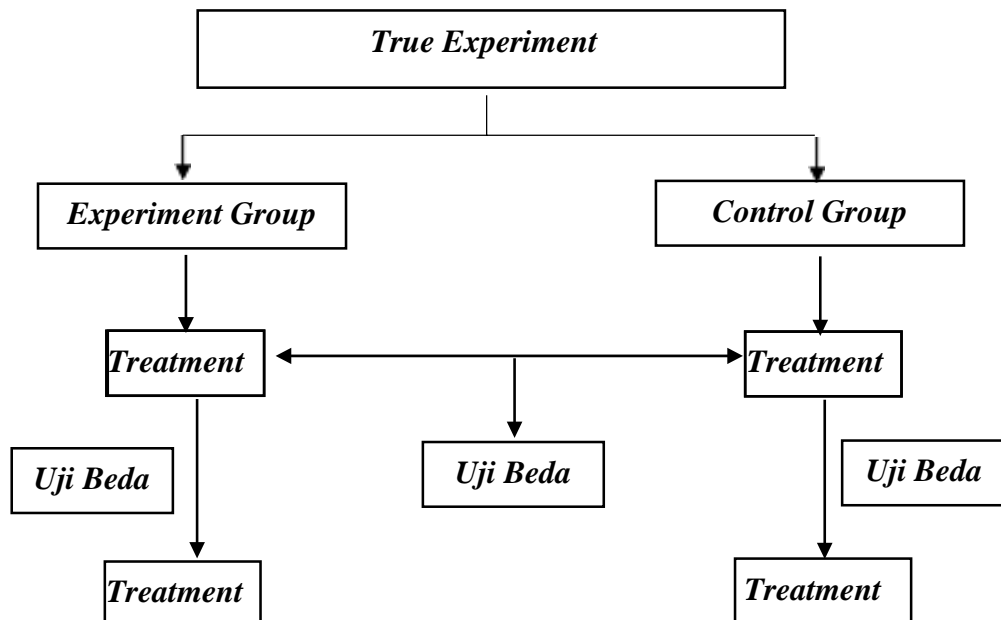 True Experiment
Experiment Group
Control Group
Treatment
Treatment
Uji Beda
Uji Beda
Uji Beda
Treatment
Treatment